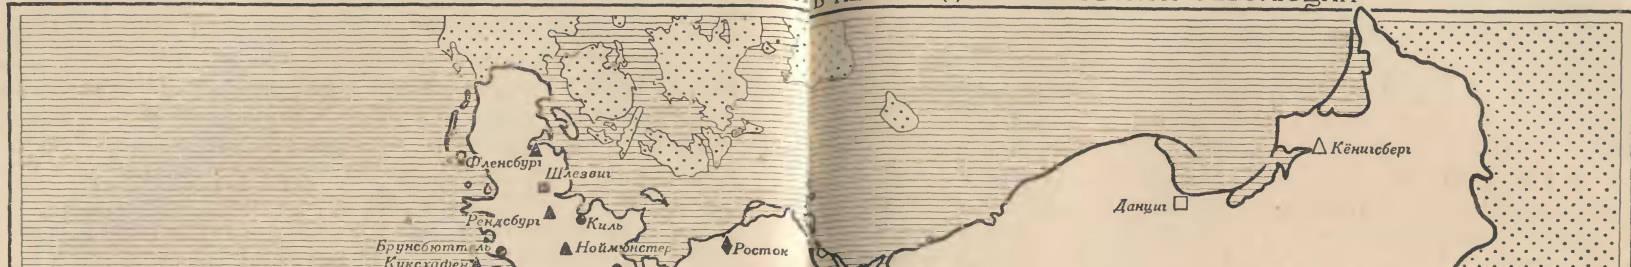 Фленсбург
Шлезвиг
Кёнигсберг
Рендсбург
Киль
Данциг
Брунсбюттель
Ноймюнстер
Росток
Куксхафен